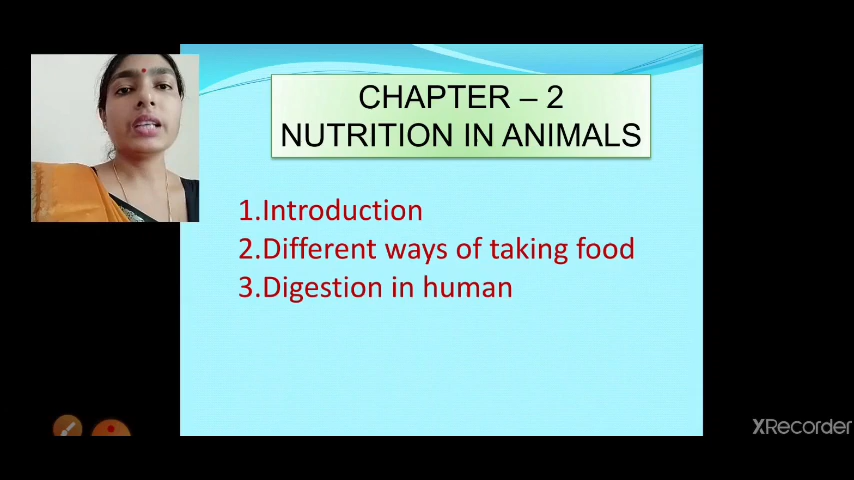 CHAPTER – 2
NUTRITION IN ANIMALS
1.Introduction
2.Different ways of taking food
3.Digestion in human
XRecorder